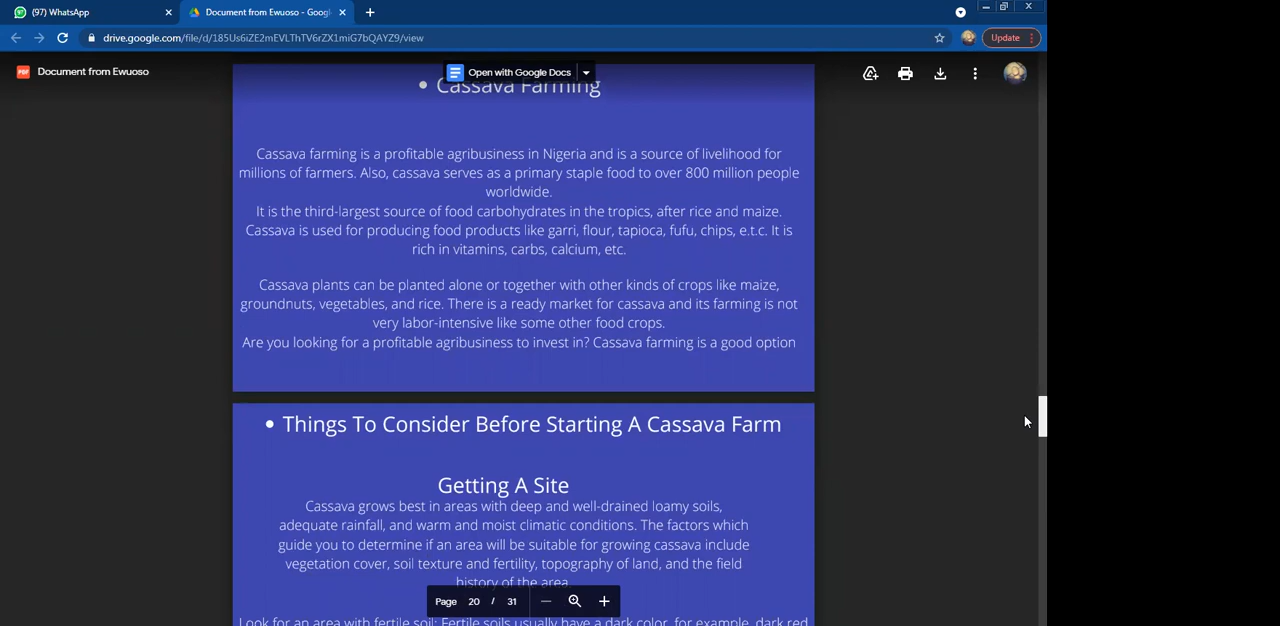 (97) WhatsApp
Document from Ewuoso - Googl
drive.google.com/file/d/185Us6iZE2mEVLThTV6rZX1miG7bQAYZ9/view
Update
PDF
Document from Ewuoso
Open with Google Docs
• Cassava Farming
Cassava farming is a profitable agribusiness in Nigeria and is a source of livelihood for
millions of farmers. Also, cassava serves as a primary staple food to over 800 million people
worldwide.
It is the third-largest source of food carbohydrates in the tropics, after rice and maize.
Cassava is used for producing food products like garri, flour, tapioca, fufu, chips, e.t.c. It is
rich in vitamins, carbs, calcium, etc.
Cassava plants can be planted alone or together with other kinds of crops like maize,
groundnuts, vegetables, and rice. There is a ready market for cassava and its farming is not
very labor-intensive like some other food crops.
Are you looking for a profitable agribusiness to invest in? Cassava farming is a good option
• Things To Consider Before Starting A Cassava Farm
Getting A Site
Cassava grows best in areas with deep and well-drained loamy soils,
adequate rainfall, and warm and moist climatic conditions. The factors which
guide you to determine if an area will be suitable for growing cassava include
vegetation cover, soil texture and fertility, topography of land, and the field
history of the area.
Page 20 / 31
Look for an area with fertile soil: Fertile soils usually have a dark color, for example, dark red